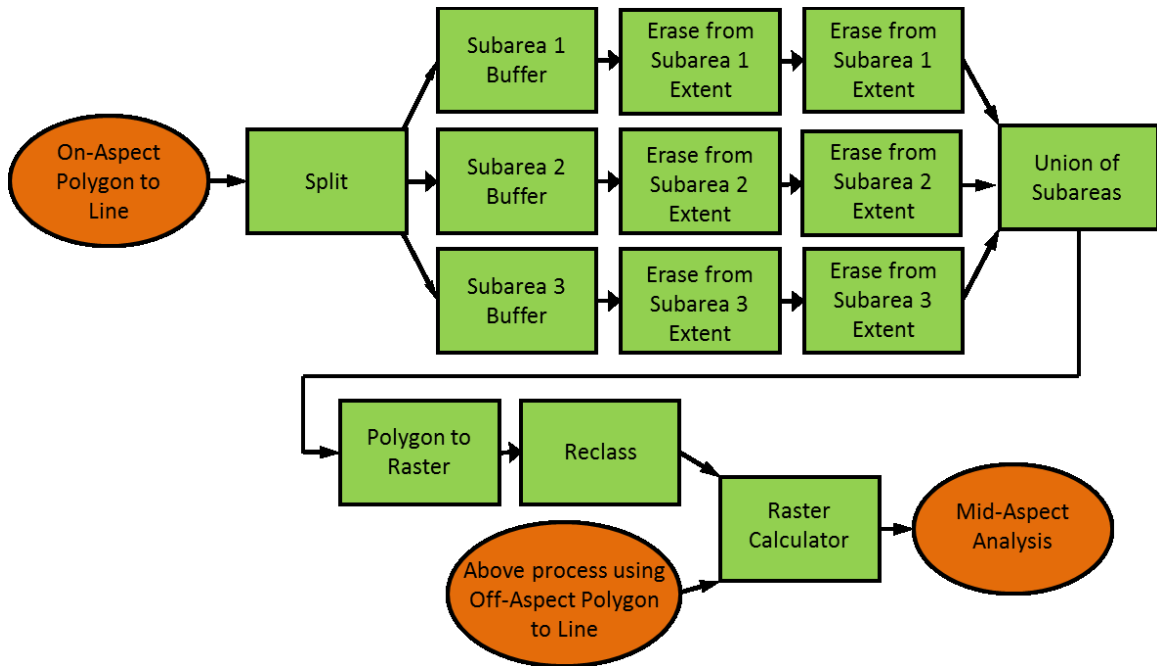 Subarea 1
Buffer
Erase from
Subarea 1
Extent
Erase from
Subarea 1
Extent
On-Aspect
Polygon to
Line
Split
Subarea 2
Buffer
Erase from
Subarea 2
Extent
Erase from
Subarea 2
Extent
Union of
Subareas
Subarea 3
Buffer
Erase from
Subarea 3
Extent
Erase from
Subarea 3
Extent
Polygon to
Raster
Reclass
Above process using
Off-Aspect Polygon
to Line
Raster
Calculator
Mid-Aspect
Analysis